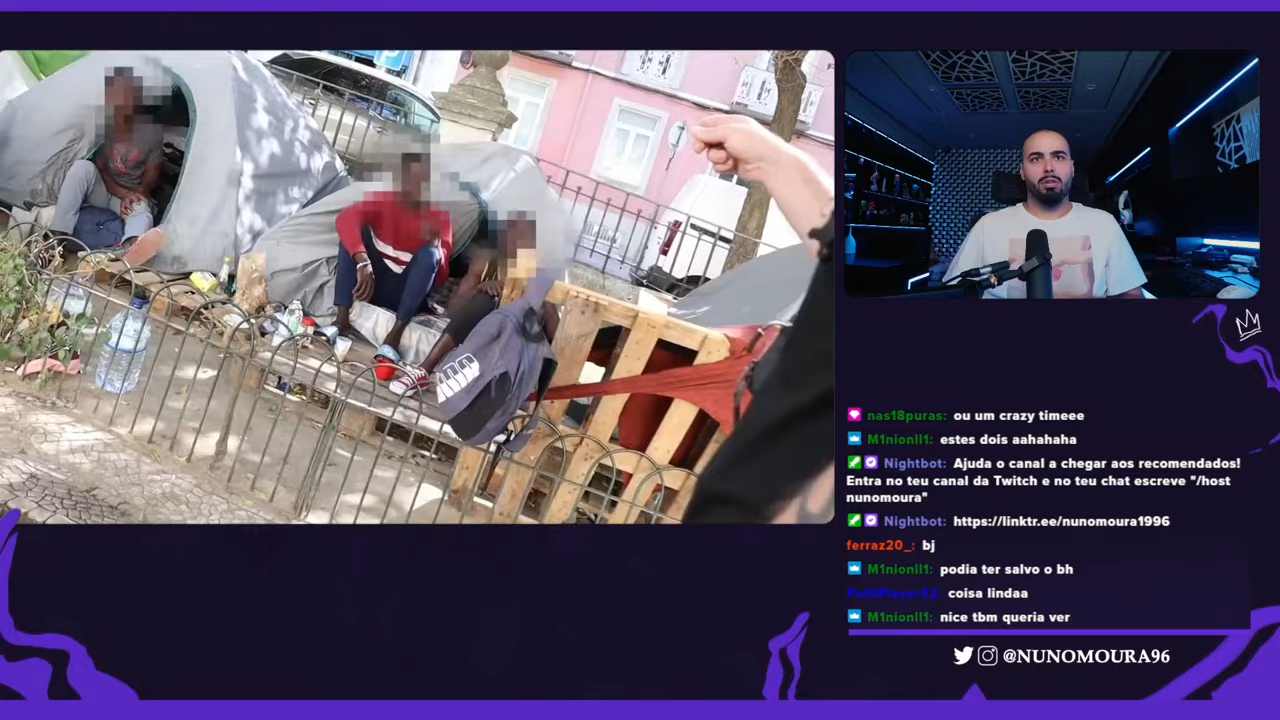 nas18puras: ou um crazy timeee
M1nionll1: estes dois aahahaha
Nightbot: Ajuda o canal a chegar aos recomendados!
Entra no teu canal da Twitch e no teu chat escreve "/host
nunomoura"
Nightbot: https://linktr.ee/nunomoura1996
ferraz20_: bj
M1nionll1: podia ter salvo o bh
coisa lindaa
M1nionll1: nice tbm queria ver
@NUNOMOURA96